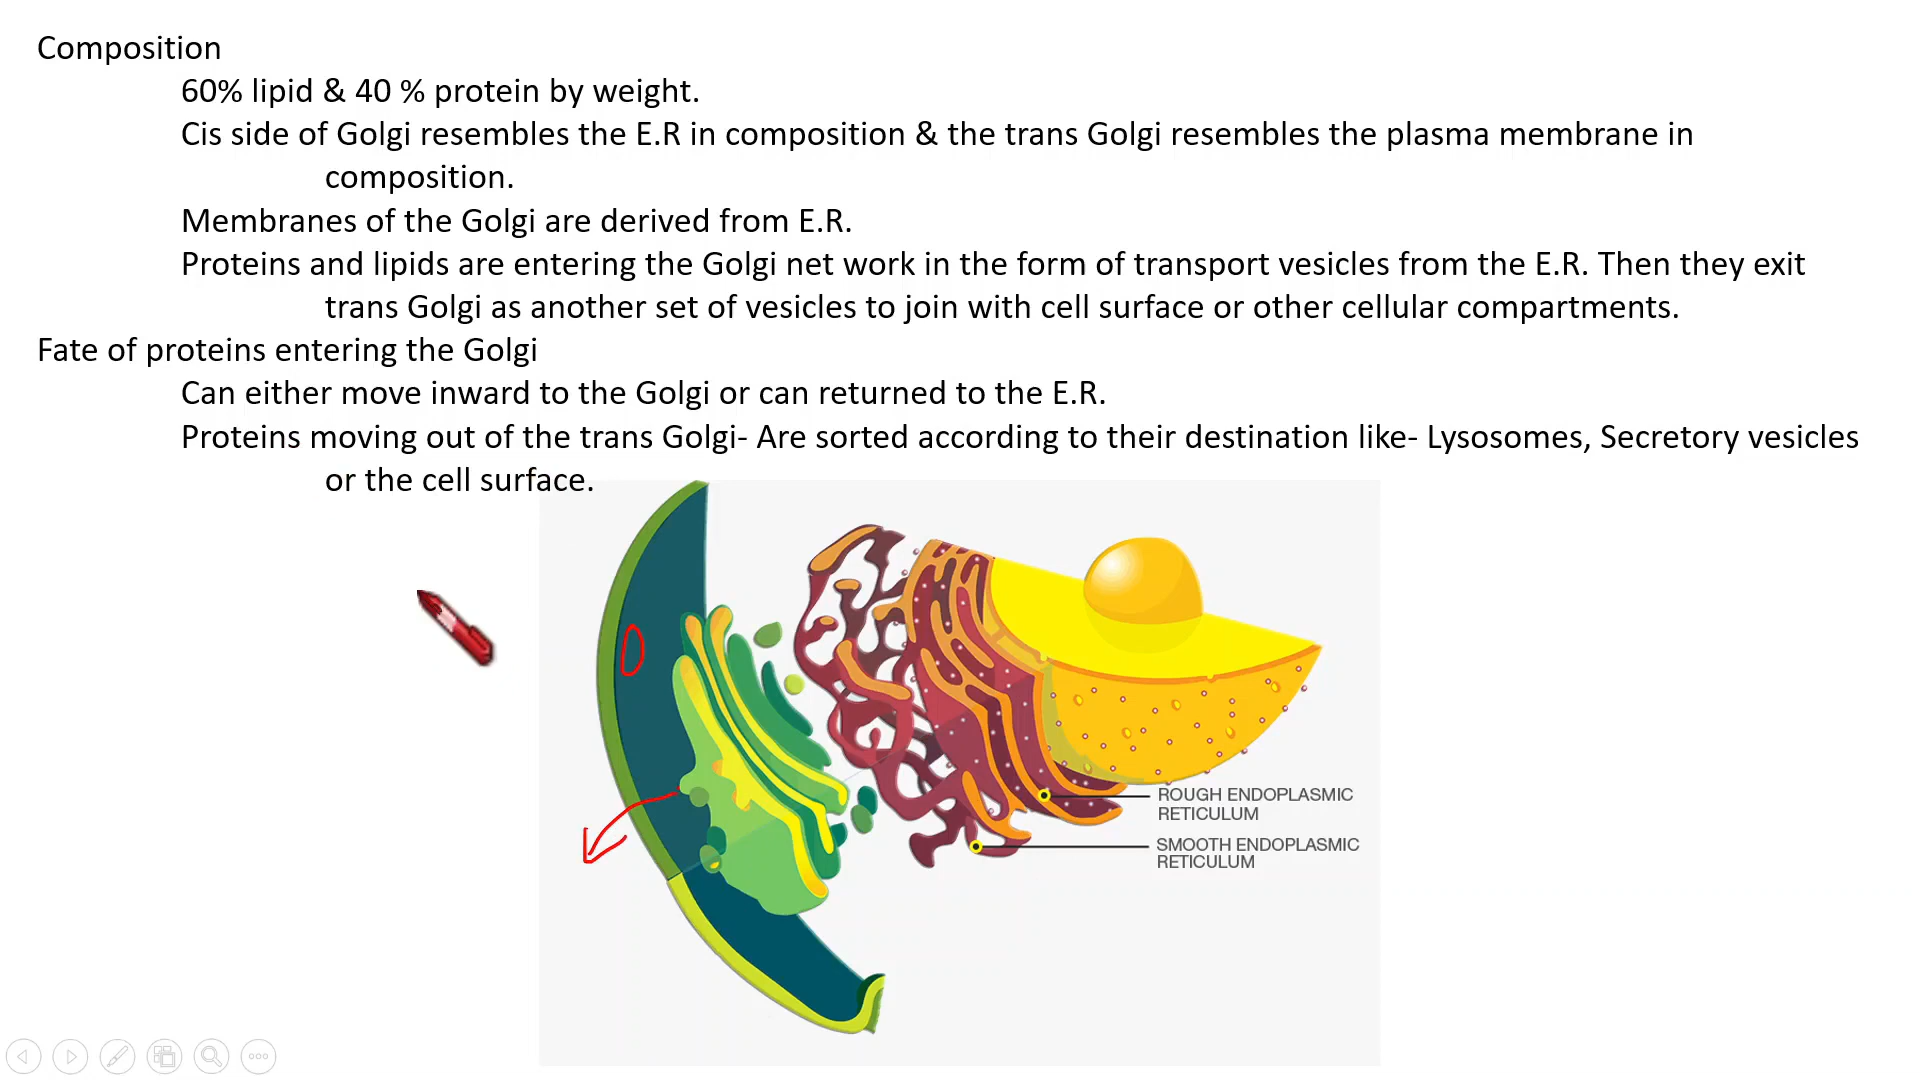 Composition
60% lipid & 40 % protein by weight.
Cis side of Golgi resembles the E.R in composition & the trans Golgi resembles the plasma membrane in
composition.
Membranes of the Golgi are derived from E.R.
Proteins and lipids are entering the Golgi net work in the form of transport vesicles from the E.R. Then they exit
trans Golgi as another set of vesicles to join with cell surface or other cellular compartments.
Fate of proteins entering the Golgi
Can either move inward to the Golgi or can returned to the E.R.
Proteins moving out of the trans Golgi- Are sorted according to their destination like- Lysosomes, Secretory vesicles
or the cell surface.
ROUGH ENDOPLASMIC
RETICULUM
SMOOTH ENDOPLASMIC
RETICULUM